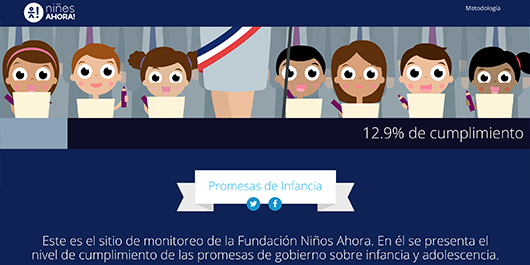 niñes
AHORA!
Metodología
12.9% de cumplimiento
Promesas de Infancia
Este es el sitio de monitoreo de la Fundación Niños Ahora. En él se presenta el
nivel de cumplimiento de las promesas de gobierno sobre infancia y adolescencia.